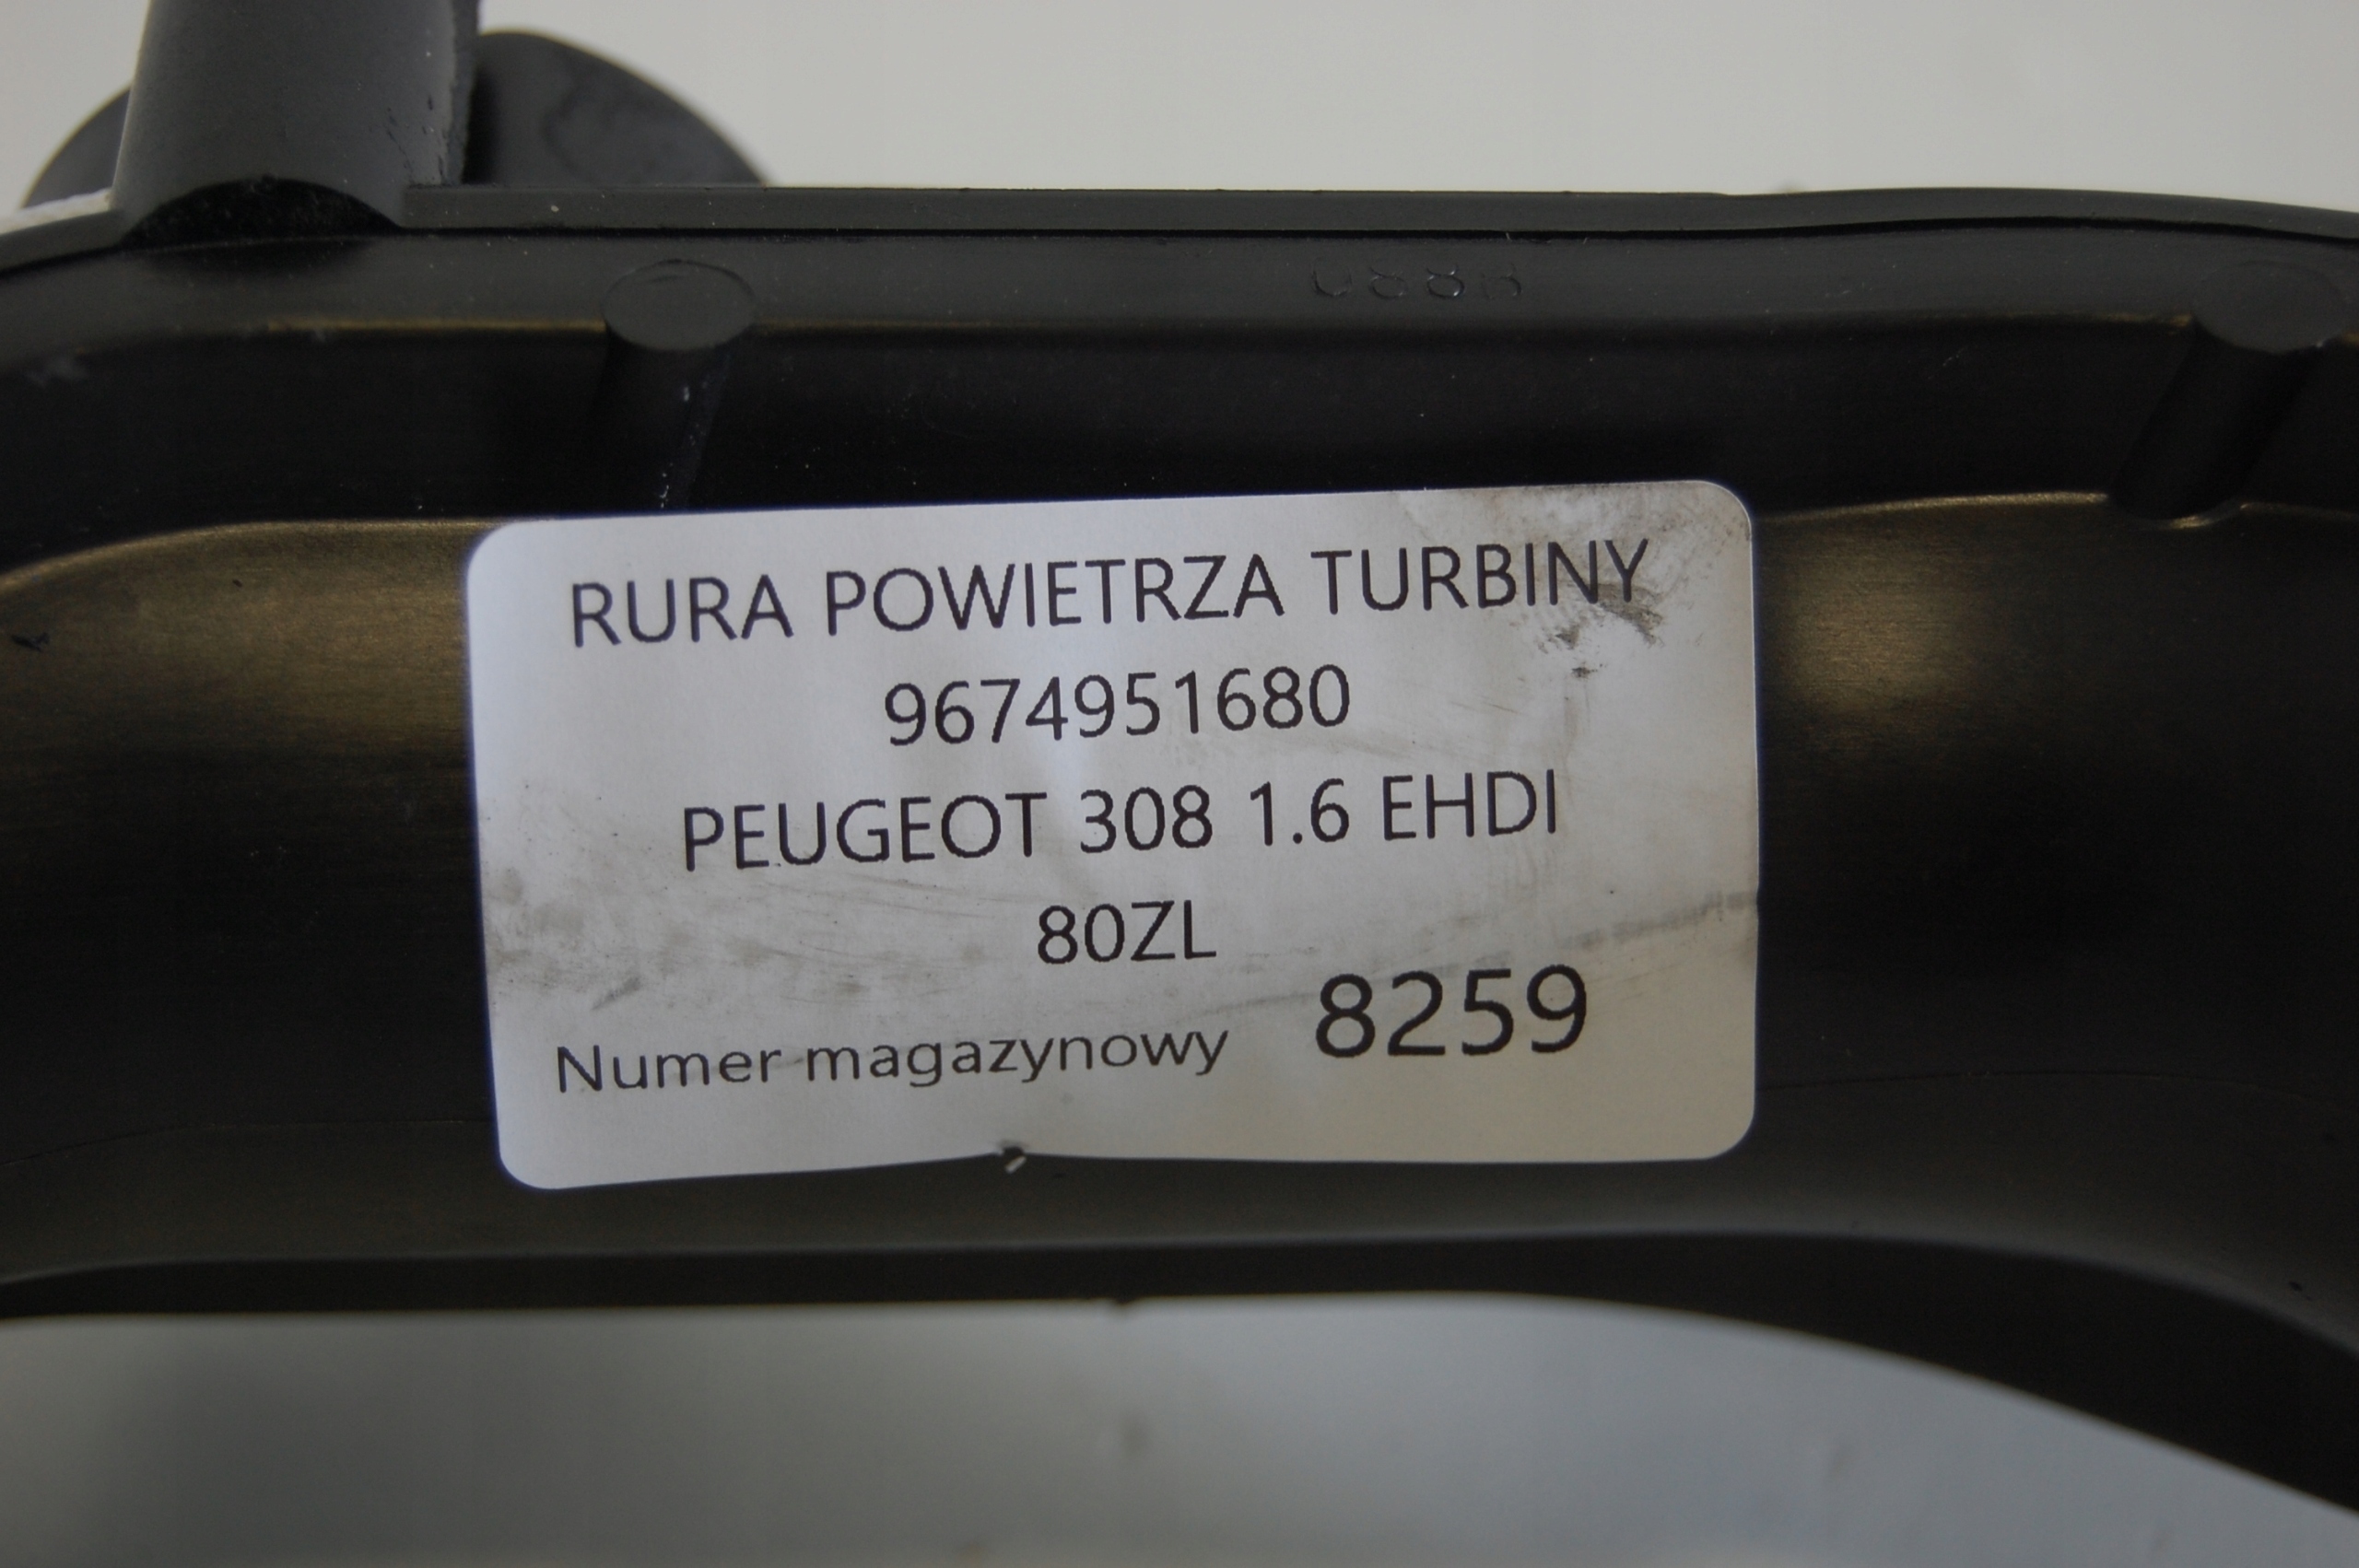 RURA POWIETRZA TURBINY
9674951680
PEUGEOT 308 1.6 EHDI
80ZL
Numer magazynowy 8259